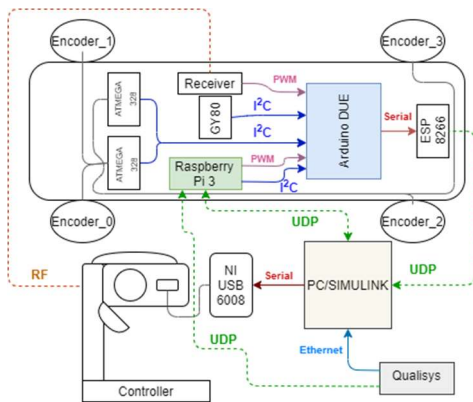 Encoder_1
Encoder_3
ATMEGA
328
Receiver
PWM
GY80
I²C
I²C
Arduino DUE
Serial
ESP
8266
ATMEGA
328
Raspberry
Pi 3
PWM
I²C
Encoder_0
Encoder_2
UDP
RF
NI
USB
6008
Serial
PC/SIMULINK
UDP
UDP
Ethernet
Qualisys
Controller